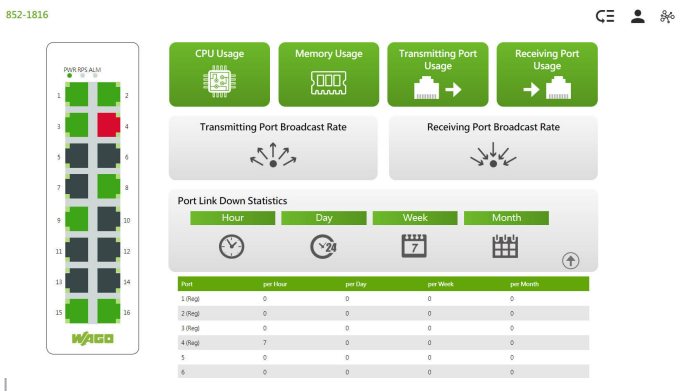 852-1816
PWR RPS ALM
1 2
3 4
5 6
7 8
9 10
11 12
13 14
15 16
WAGO
CPU Usage
Memory Usage
Transmitting Port
Usage
Receiving Port
Usage
Transmitting Port Broadcast Rate
Receiving Port Broadcast Rate
Port Link Down Statistics
Hour Day Week Month
24 7
Port per Hour per Day per Week per Month
1 (Reg) 0 0 0 0
2 (Reg) 0 0 0 0
3 (Reg) 0 0 0 0
4 (Reg) 7 0 0 0
5 0 0 0 0
6 0 0 0 0